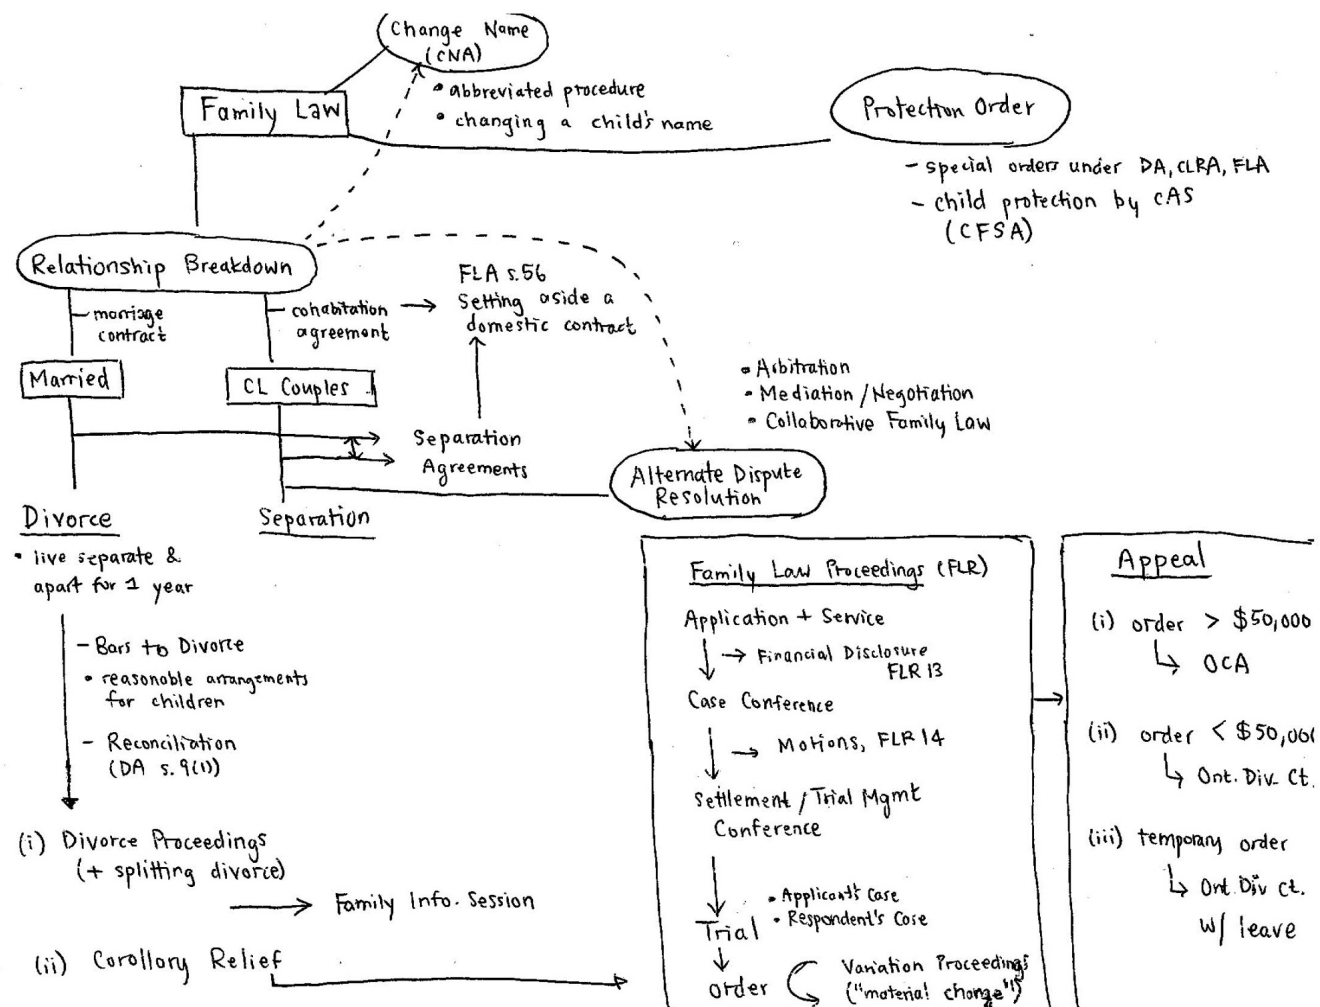 Change Name
(CNA)
• abbreviated procedure
• changing a child's name
Family Law
Protection Order
- special orders under DA, CLRA, FLA
- child protection by CAS
(CFSA)
Relationship Breakdown
- marriage
contract
- cohabitation
agreement
FLA s.56
Setting aside a
domestic contract
Married
CL Couples
Separation
Agreements
• Arbitration
• Mediation/Negotiation
• Collaborative Family Law
Alternate Dispute
Resolution
Divorce
• live separate &
apart for 1 year
- Bars to Divorce
• reasonable arrangements
for children
- Reconciliation
(DA s.9(1))
(i) Divorce Proceedings
(+ splitting divorce)
Family Info. Session
(ii) Corollory Relief
Separation
Family Law Proceedings (FLR)
Application + Service
→ Financial Disclosure
FLR 13
Case Conference
→ Motions, FLR 14
Settlement / Trial Mgmt
Conference
• Applicant's Case
• Respondent's Case
Trial
order
Variation Proceedings
("material change")
Appeal
(i) order > $50,000
OCA
(ii) order < $50,000
Ont. Div. Ct.
(iii) temporary order
Ont. Div Ct.
w/ leave